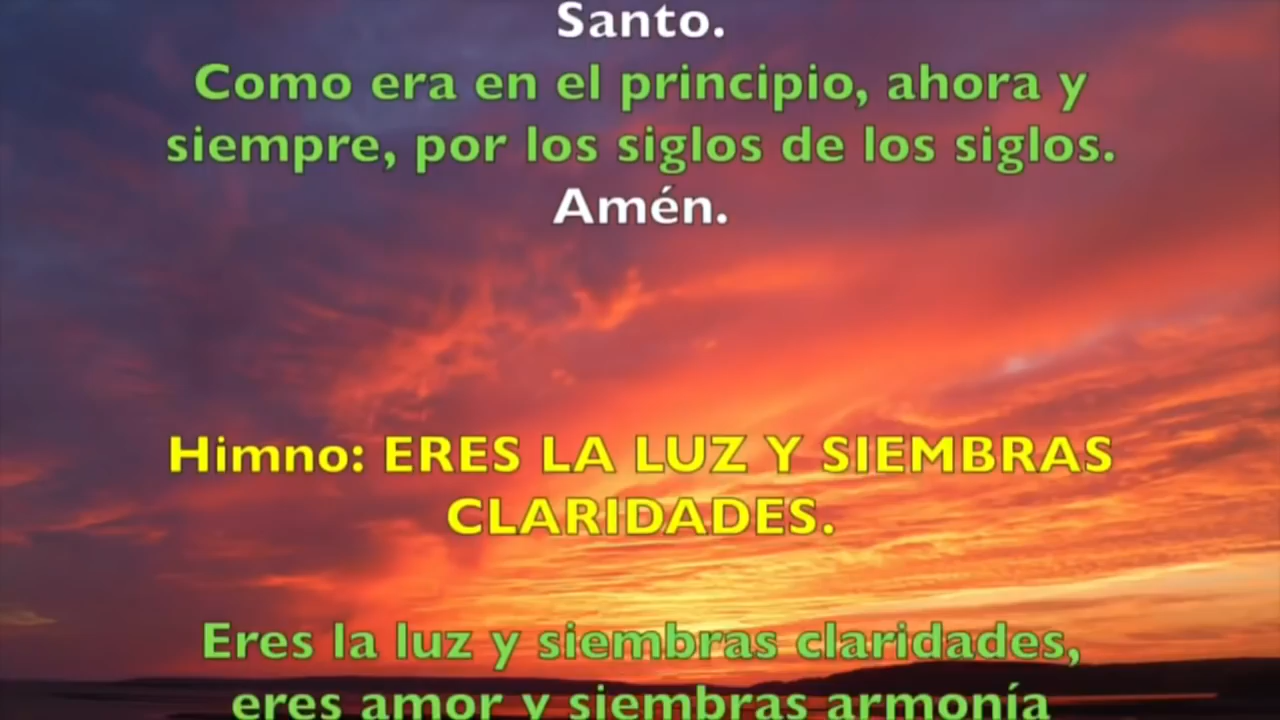 Santo.
Como era en el principio, ahora y
siempre, por los siglos de los siglos.
Amén.
Himno: ERES LA LUZ Y SIEMBRAS
CLARIDADES.
Eres la luz y siembras claridades,
eres amor y siembras armonía